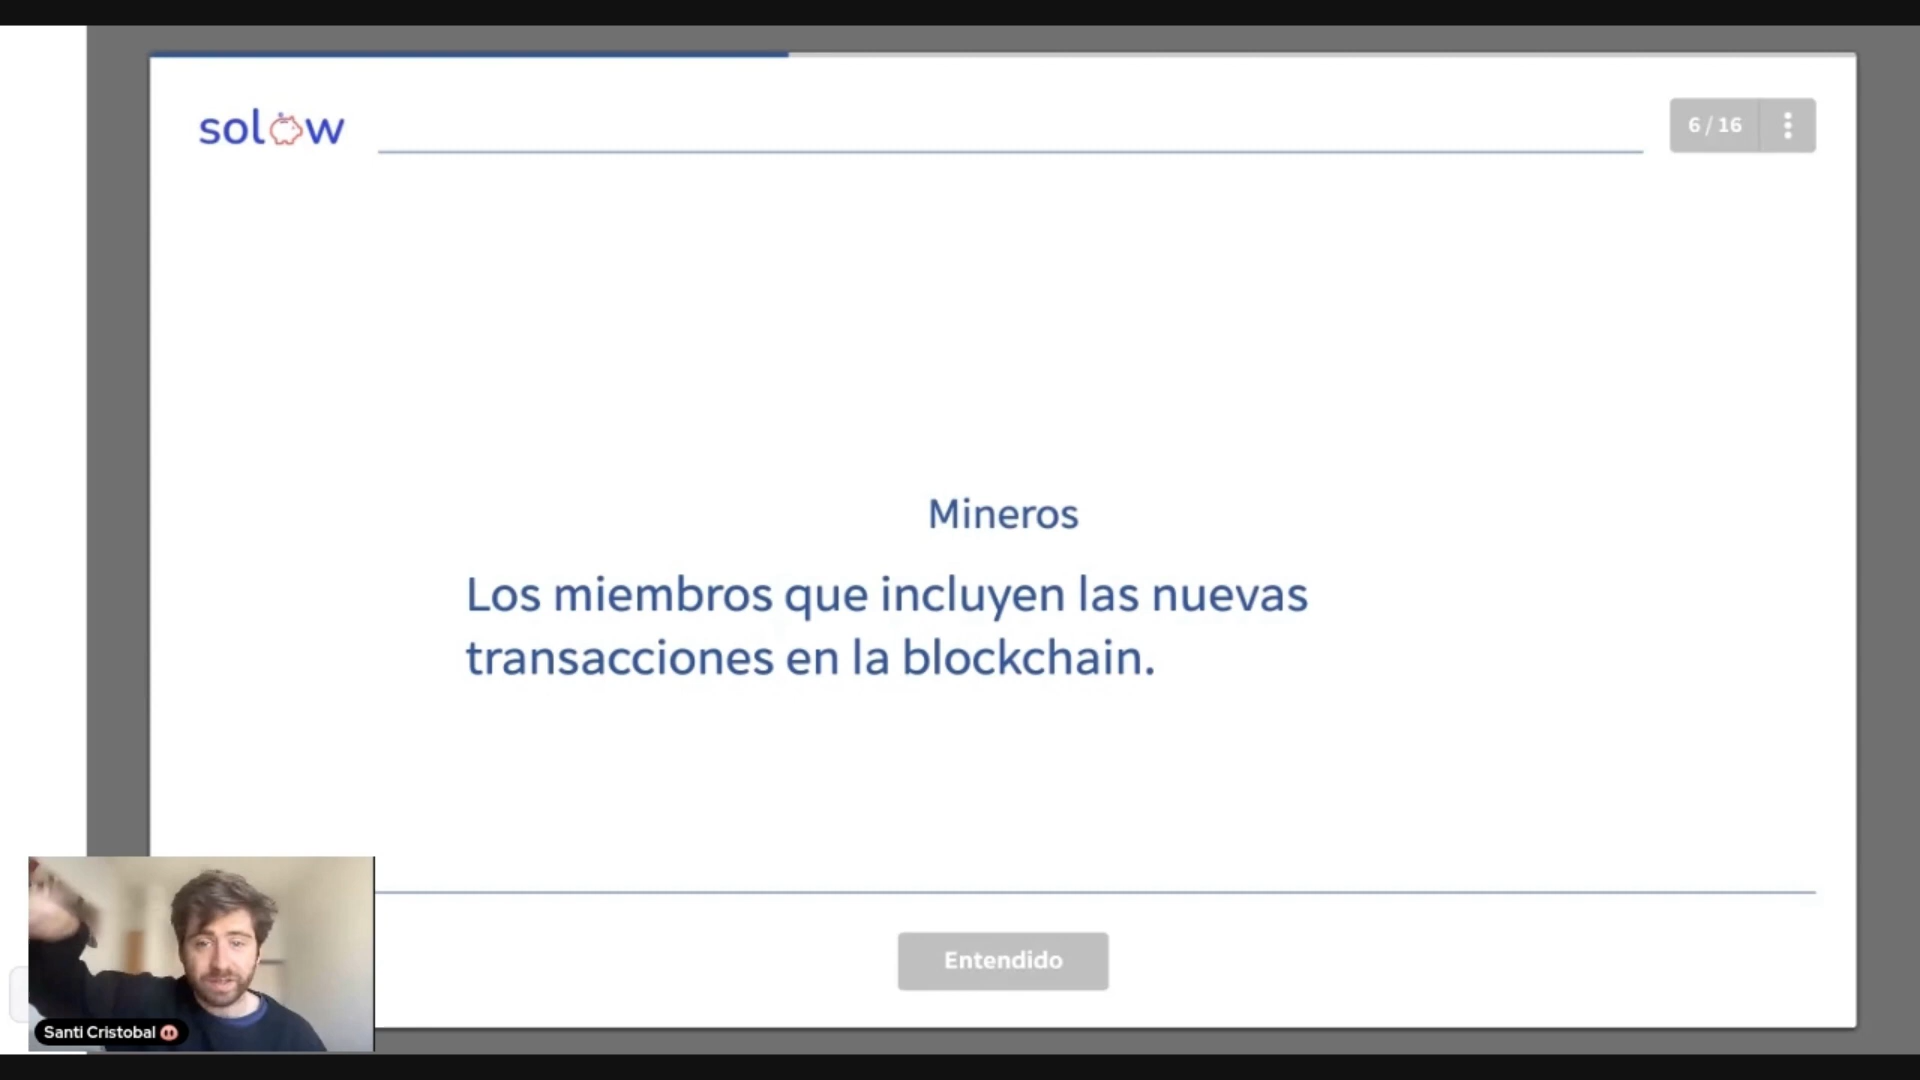 solow
6 / 16
Mineros
Los miembros que incluyen las nuevas
transacciones en la blockchain.
Entendido
Santi Cristobal